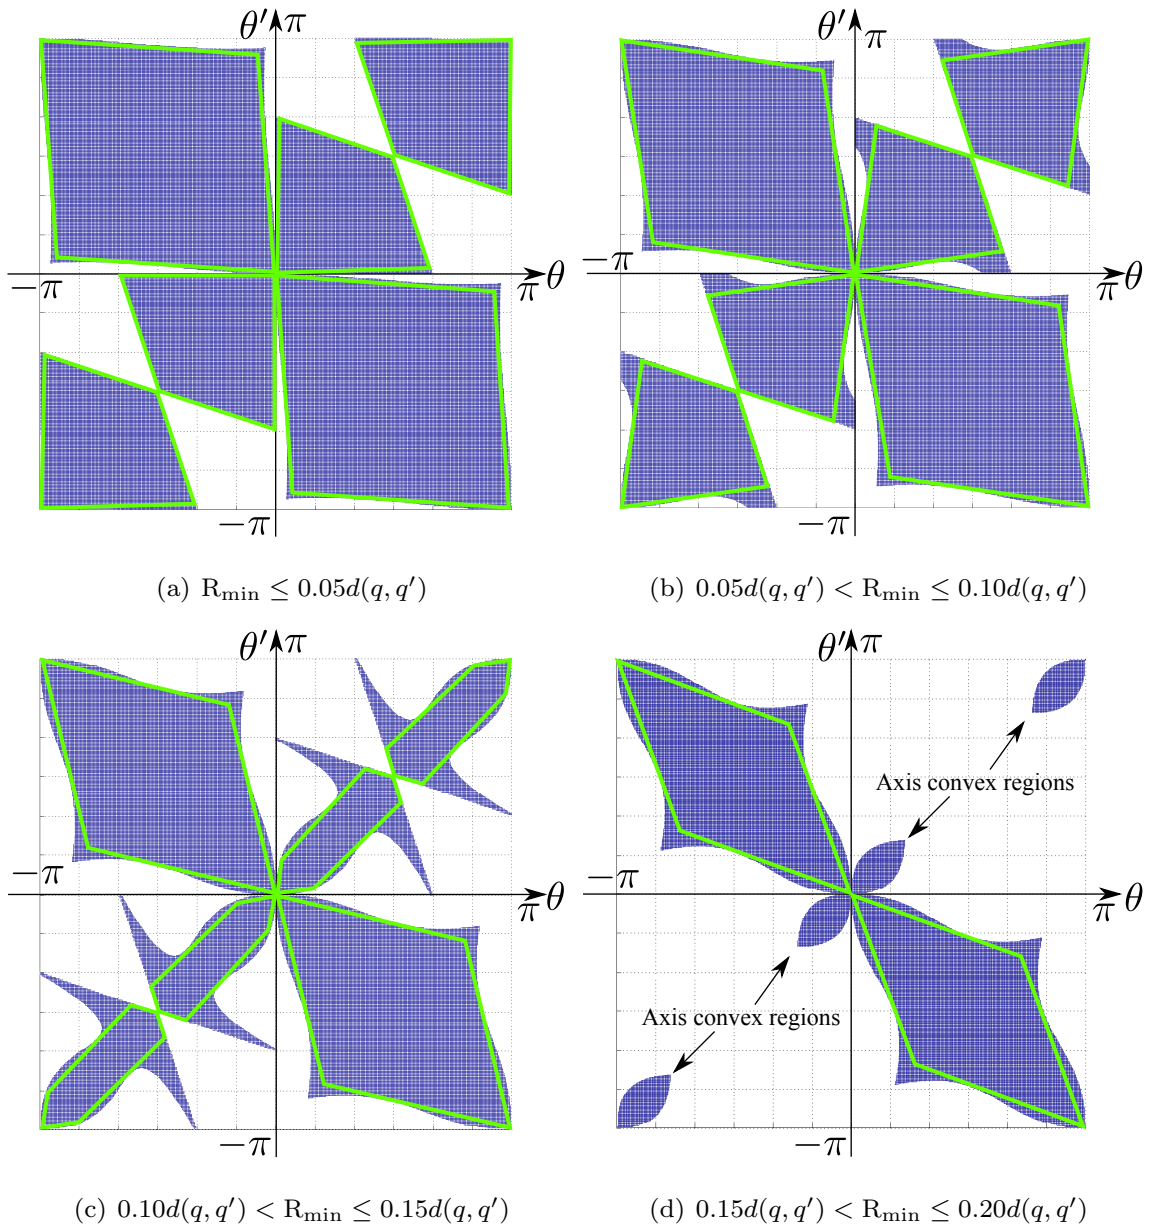 θ′ π θ′ π
−π π θ −π π θ
−π −π
(a) R_min ≤ 0.05d(q, q′) (b) 0.05d(q, q′) < R_min ≤ 0.10d(q, q′)
θ′ π θ′ π
Axis convex regions
−π π θ −π π θ
Axis convex regions
−π −π
(c) 0.10d(q, q′) < R_min ≤ 0.15d(q, q′) (d) 0.15d(q, q′) < R_min ≤ 0.20d(q, q′)